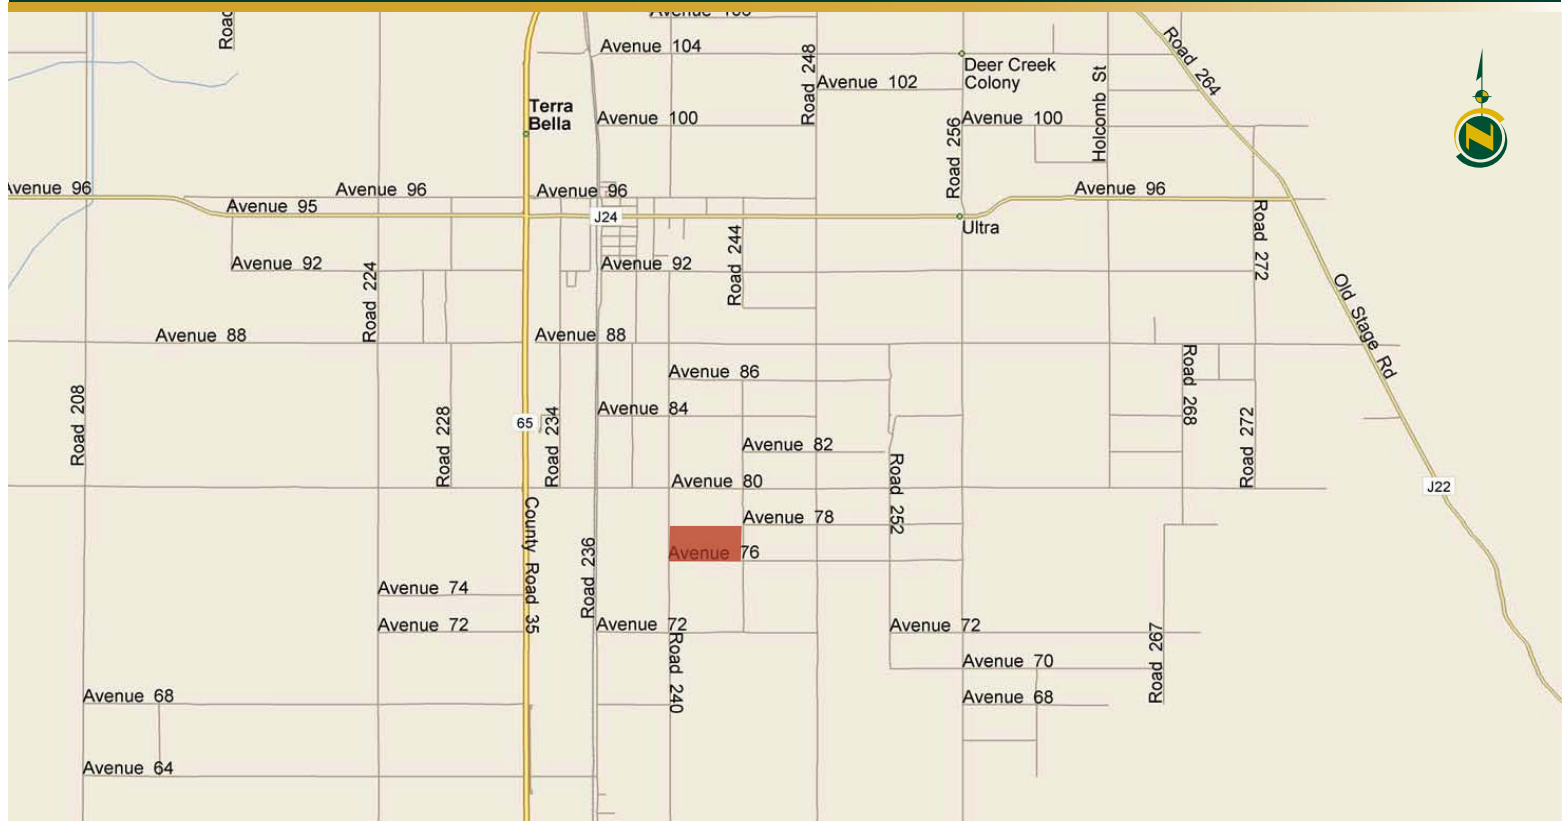 Road
Avenue 104
Road 248
Deer Creek
Colony
Road 264
Avenue 102
Holcomb St
Terra
Bella
Avenue 100
Avenue 100
Road 256
Avenue 96
Avenue 96
Avenue 96
Avenue 96
Avenue 95
J24
Ultra
Road 272
Avenue 92
Road 224
Avenue 92
Road 244
Old Stage Rd
Avenue 88
Avenue 88
Road 268
Avenue 86
Road 208
Road 228
65
Road 234
Avenue 84
Road 272
Avenue 82
Avenue 80
Road 252
J22
County Road 35
Avenue 78
Road 236
Avenue 76
Avenue 74
Avenue 72
Avenue 72
Avenue 72
Road 267
Road 240
Avenue 70
Avenue 68
Avenue 68
Avenue 64
N